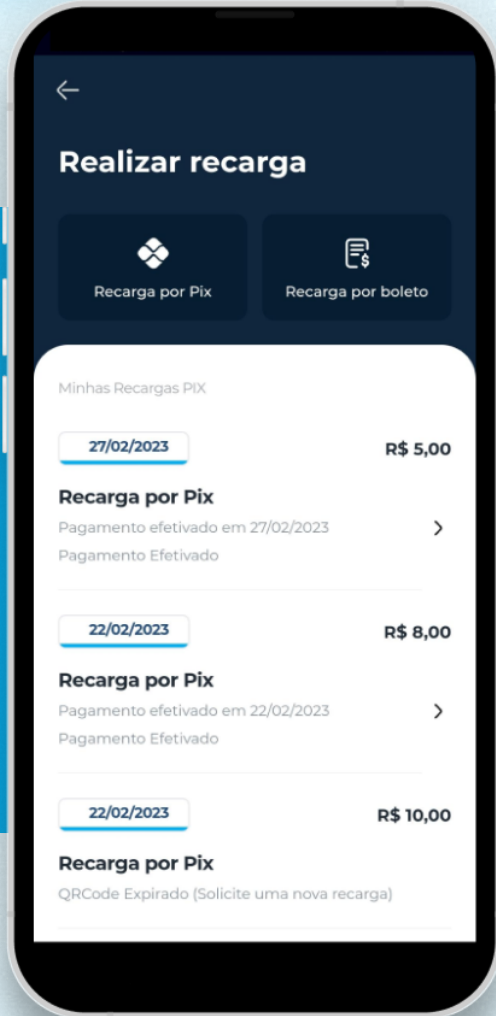 Realizar recarga
Recarga por Pix
Recarga por boleto
Minhas Recargas PIX
27/02/2023
R$ 5,00
Recarga por Pix
Pagamento efetivado em 27/02/2023
Pagamento Efetivado
22/02/2023
R$ 8,00
Recarga por Pix
Pagamento efetivado em 22/02/2023
Pagamento Efetivado
22/02/2023
R$ 10,00
Recarga por Pix
QRCode Expirado (Solicite uma nova recarga)